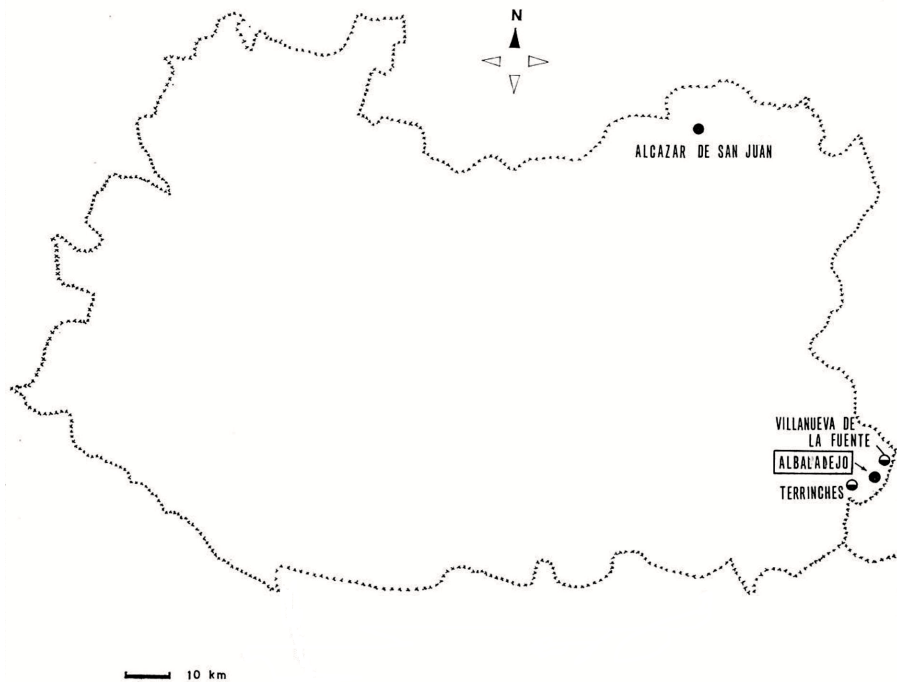 N
ALCAZAR DE SAN JUAN
VILLANUEVA DE
LA FUENTE
ALBALADEJO
TERRINCHES
10 km